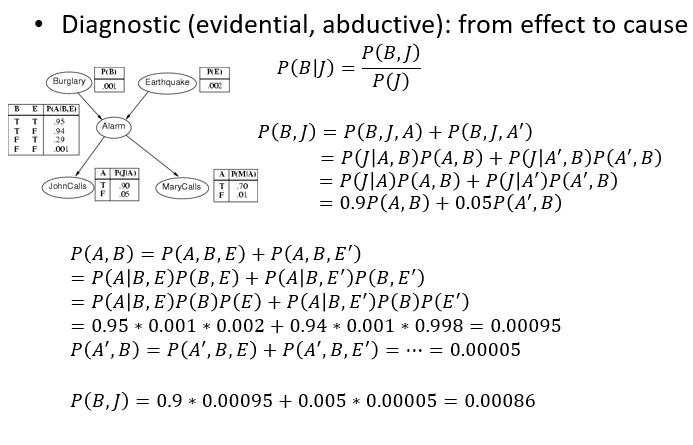 • Diagnostic (evidential, abductive): from effect to cause
P(B|J) = P(B,J) / P(J)
Burglary
P(B)
.001
Earthquake
P(E)
.002
B E P(A|B,E)
T T .95
T F .94
F T .29
F F .001
Alarm
JohnCalls
A P(J|A)
T .90
F .05
MaryCalls
A P(M|A)
T .70
F .01
P(B,J) = P(B,J,A) + P(B,J,A′)
= P(J|A,B)P(A,B) + P(J|A′,B)P(A′,B)
= P(J|A)P(A,B) + P(J|A′)P(A′,B)
= 0.9P(A,B) + 0.05P(A′,B)
P(A,B) = P(A,B,E) + P(A,B,E′)
= P(A|B,E)P(B,E) + P(A|B,E′)P(B,E′)
= P(A|B,E)P(B)P(E) + P(A|B,E′)P(B)P(E′)
= 0.95 * 0.001 * 0.002 + 0.94 * 0.001 * 0.998 = 0.00095
P(A′,B) = P(A′,B,E) + P(A′,B,E′) = ⋯ = 0.00005
P(B,J) = 0.9 * 0.00095 + 0.005 * 0.00005 = 0.00086